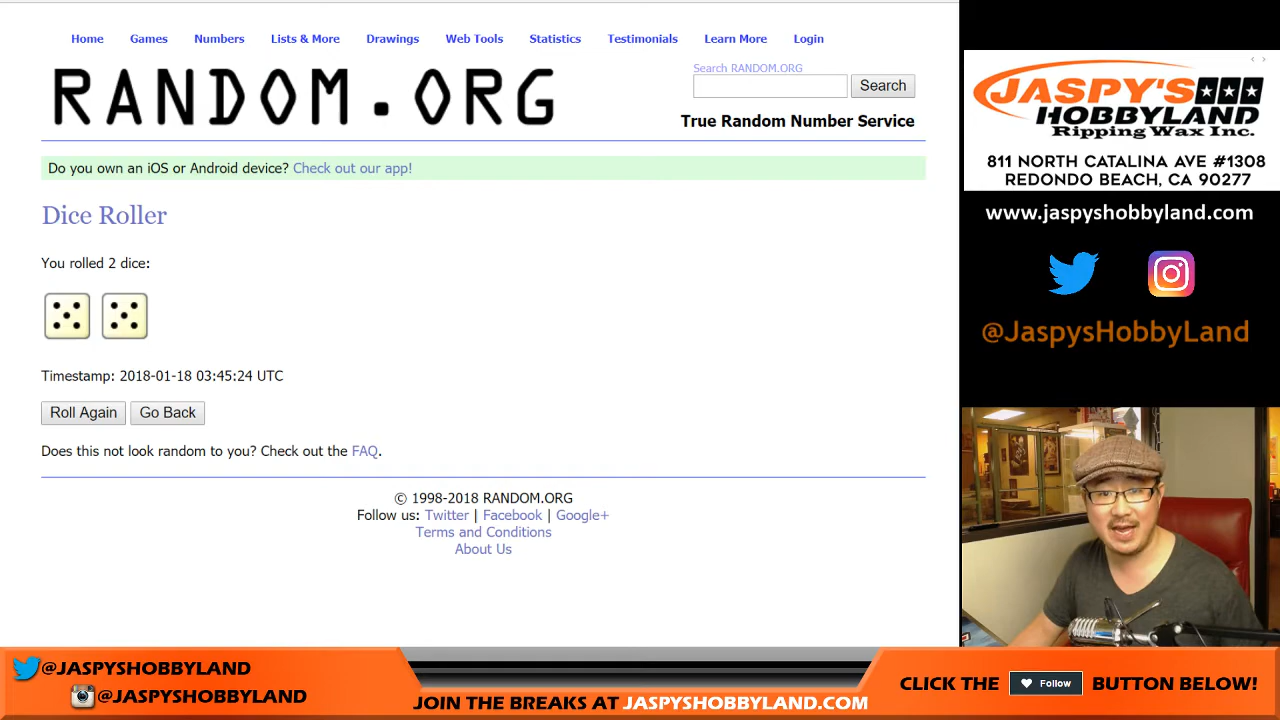 Home Games Numbers Lists & More Drawings Web Tools Statistics Testimonials Learn More Login
RANDOM.ORG
Search RANDOM.ORG
Search
True Random Number Service
Do you own an iOS or Android device? Check out our app!
Dice Roller
You rolled 2 dice:
Timestamp: 2018-01-18 03:45:24 UTC
Roll Again Go Back
Does this not look random to you? Check out the FAQ.
© 1998-2018 RANDOM.ORG
Follow us: Twitter | Facebook | Google+
Terms and Conditions
About Us
JASPY'S
HOBBYLAND
Ripping Wax Inc.
811 NORTH CATALINA AVE #1308
REDONDO BEACH, CA 90277
www.jaspyshobbyland.com
@JaspysHobbyLand
@JASPYSHOBBYLAND
@JASPYSHOBBYLAND
JOIN THE BREAKS AT JASPYSHOBBYLAND.COM
CLICK THE Follow BUTTON BELOW!